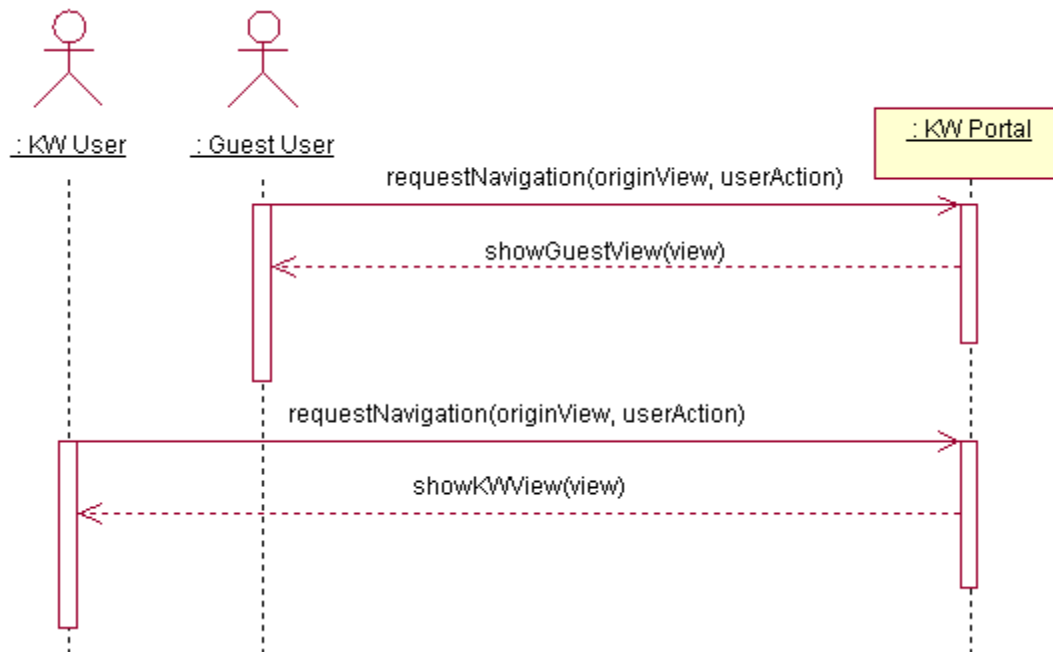 : KW User
: Guest User
: KW Portal
requestNavigation(originView, userAction)
showGuestView(view)
requestNavigation(originView, userAction)
showKWView(view)